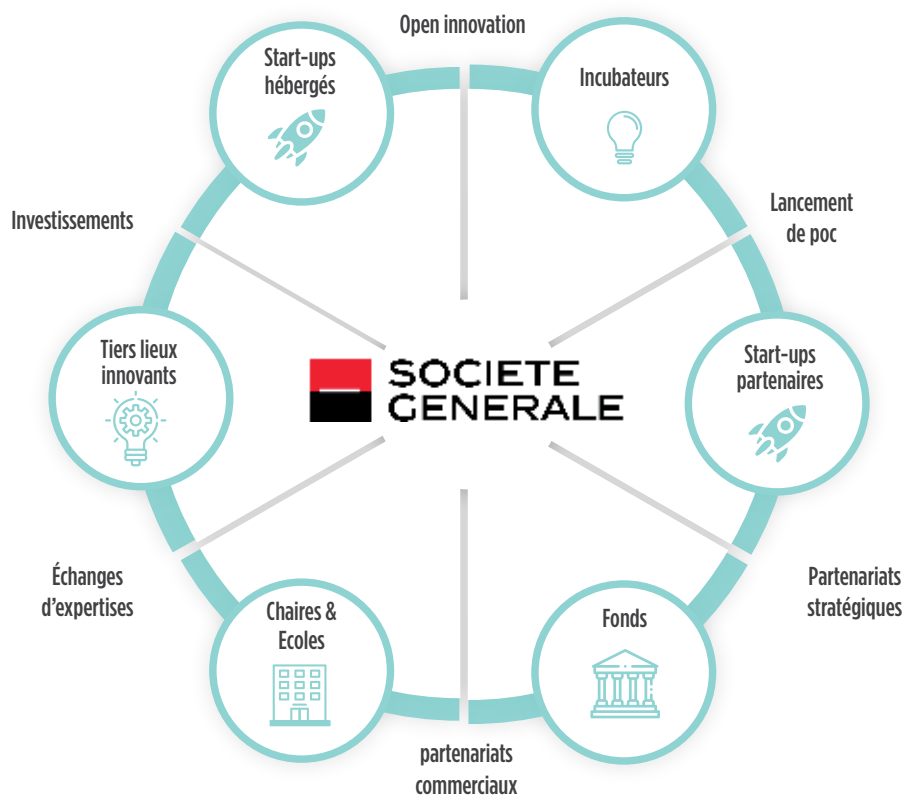 Open innovation
Start-ups
hébergés
Incubateurs
Investissements
Lancement
de poc
Tiers lieux
innovants
SOCIETE
GENERALE
Start-ups
partenaires
Échanges
d'expertises
Partenariats
stratégiques
Chaires &
Ecoles
Fonds
partenariats
commerciaux